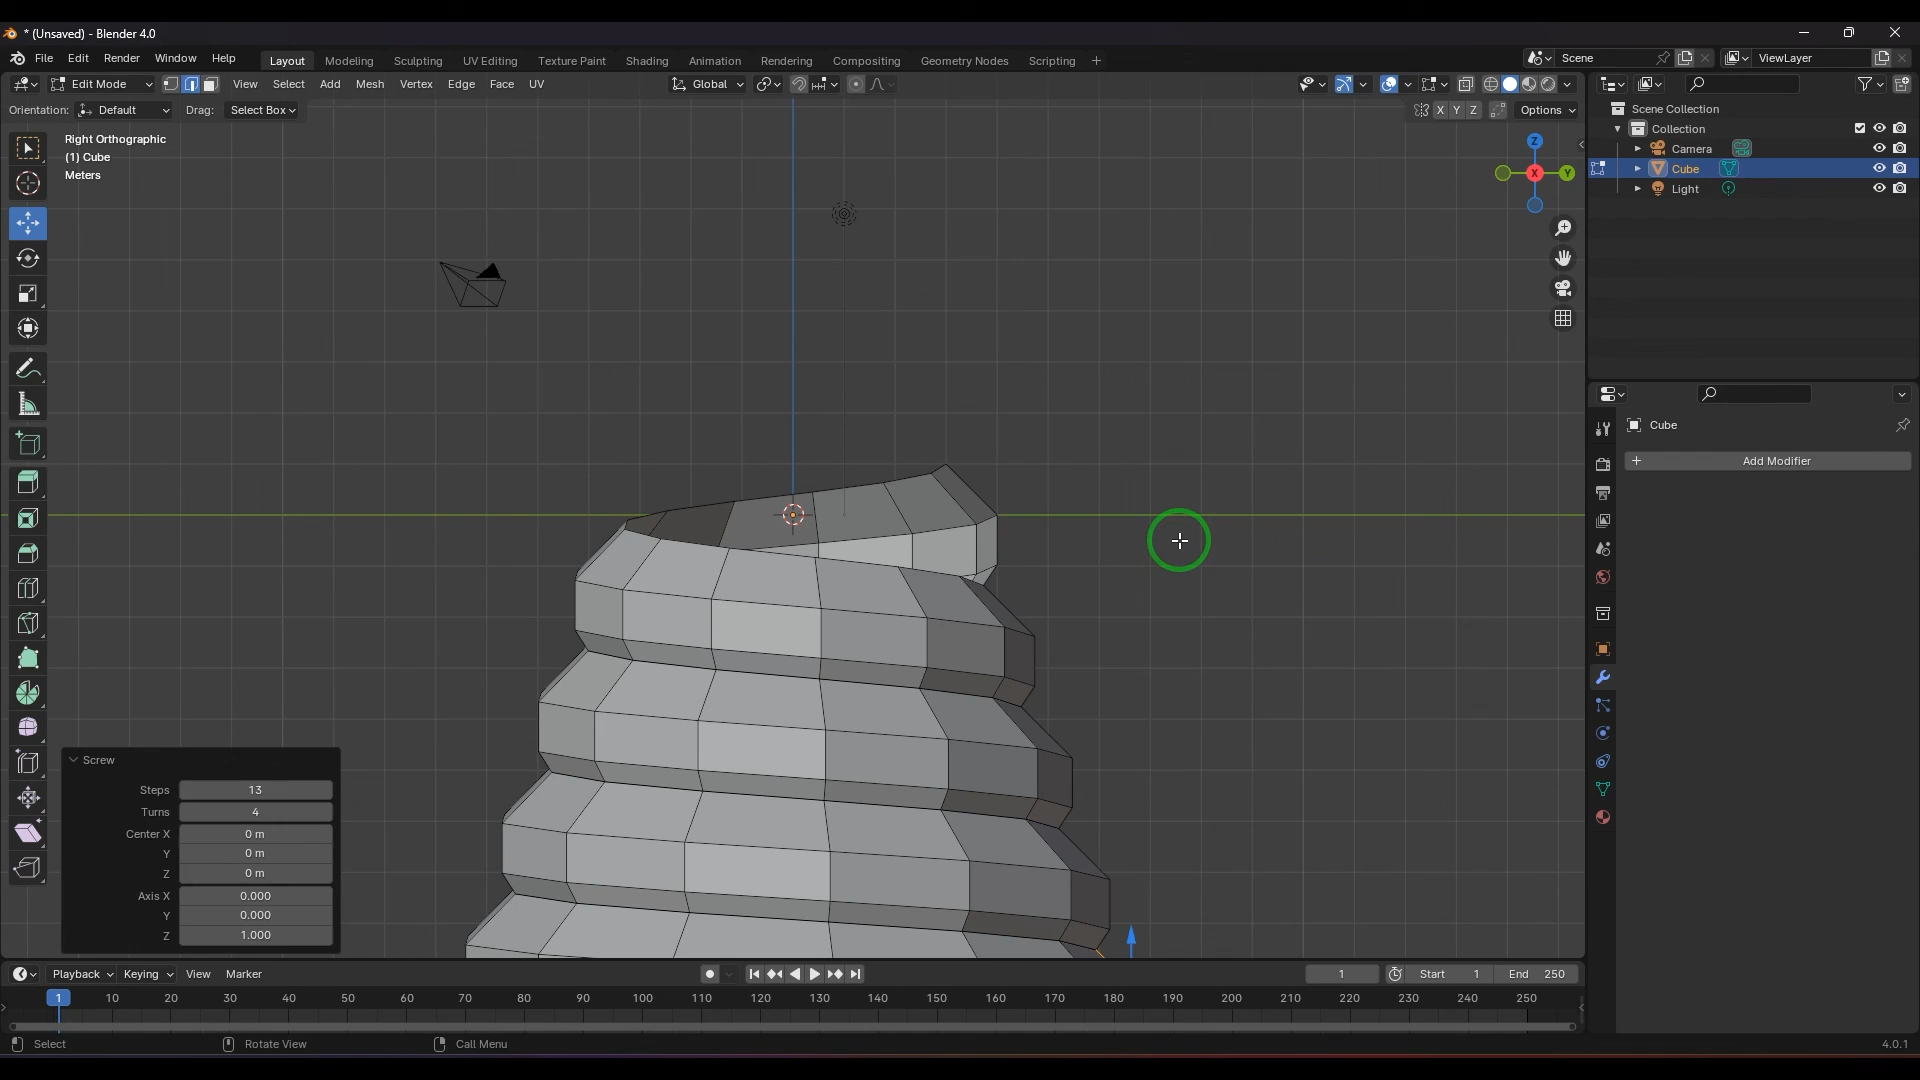 * (Unsaved) - Blender 4.0
File Edit Render Window Help Layout Modeling Sculpting UV Editing Texture Paint Shading Animation Rendering Compositing Geometry Nodes Scripting + Scene ViewLayer
Edit Mode View Select Add Mesh Vertex Edge Face UV Global
Orientation: Default Drag: Select Box X Y Z Options
Right Orthographic
(1) Cube
Meters
Z
X
Y
Scene Collection
Collection
Camera
Cube
Light
Cube
+ Add Modifier
Screw
Steps 13
Turns 4
Center X 0 m
Y 0 m
Z 0 m
Axis X 0.000
Y 0.000
Z 1.000
Playback Keying View Marker 1 Start 1 End 250
1 10 20 30 40 50 60 70 80 90 100 110 120 130 140 150 160 170 180 190 200 210 220 230 240 250
Select Rotate View Call Menu 4.0.1